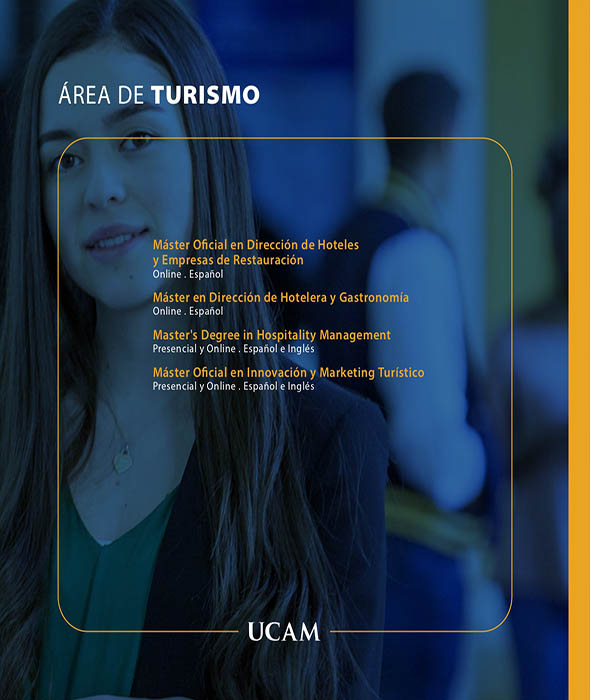 ÁREA DE TURISMO
Máster Oficial en Dirección de Hoteles
y Empresas de Restauración
Online . Español
Máster en Dirección de Hotelera y Gastronomía
Online . Español
Master's Degree in Hospitality Management
Presencial y Online . Español e Inglés
Máster Oficial en Innovación y Marketing Turístico
Presencial y Online . Español e Inglés
UCAM